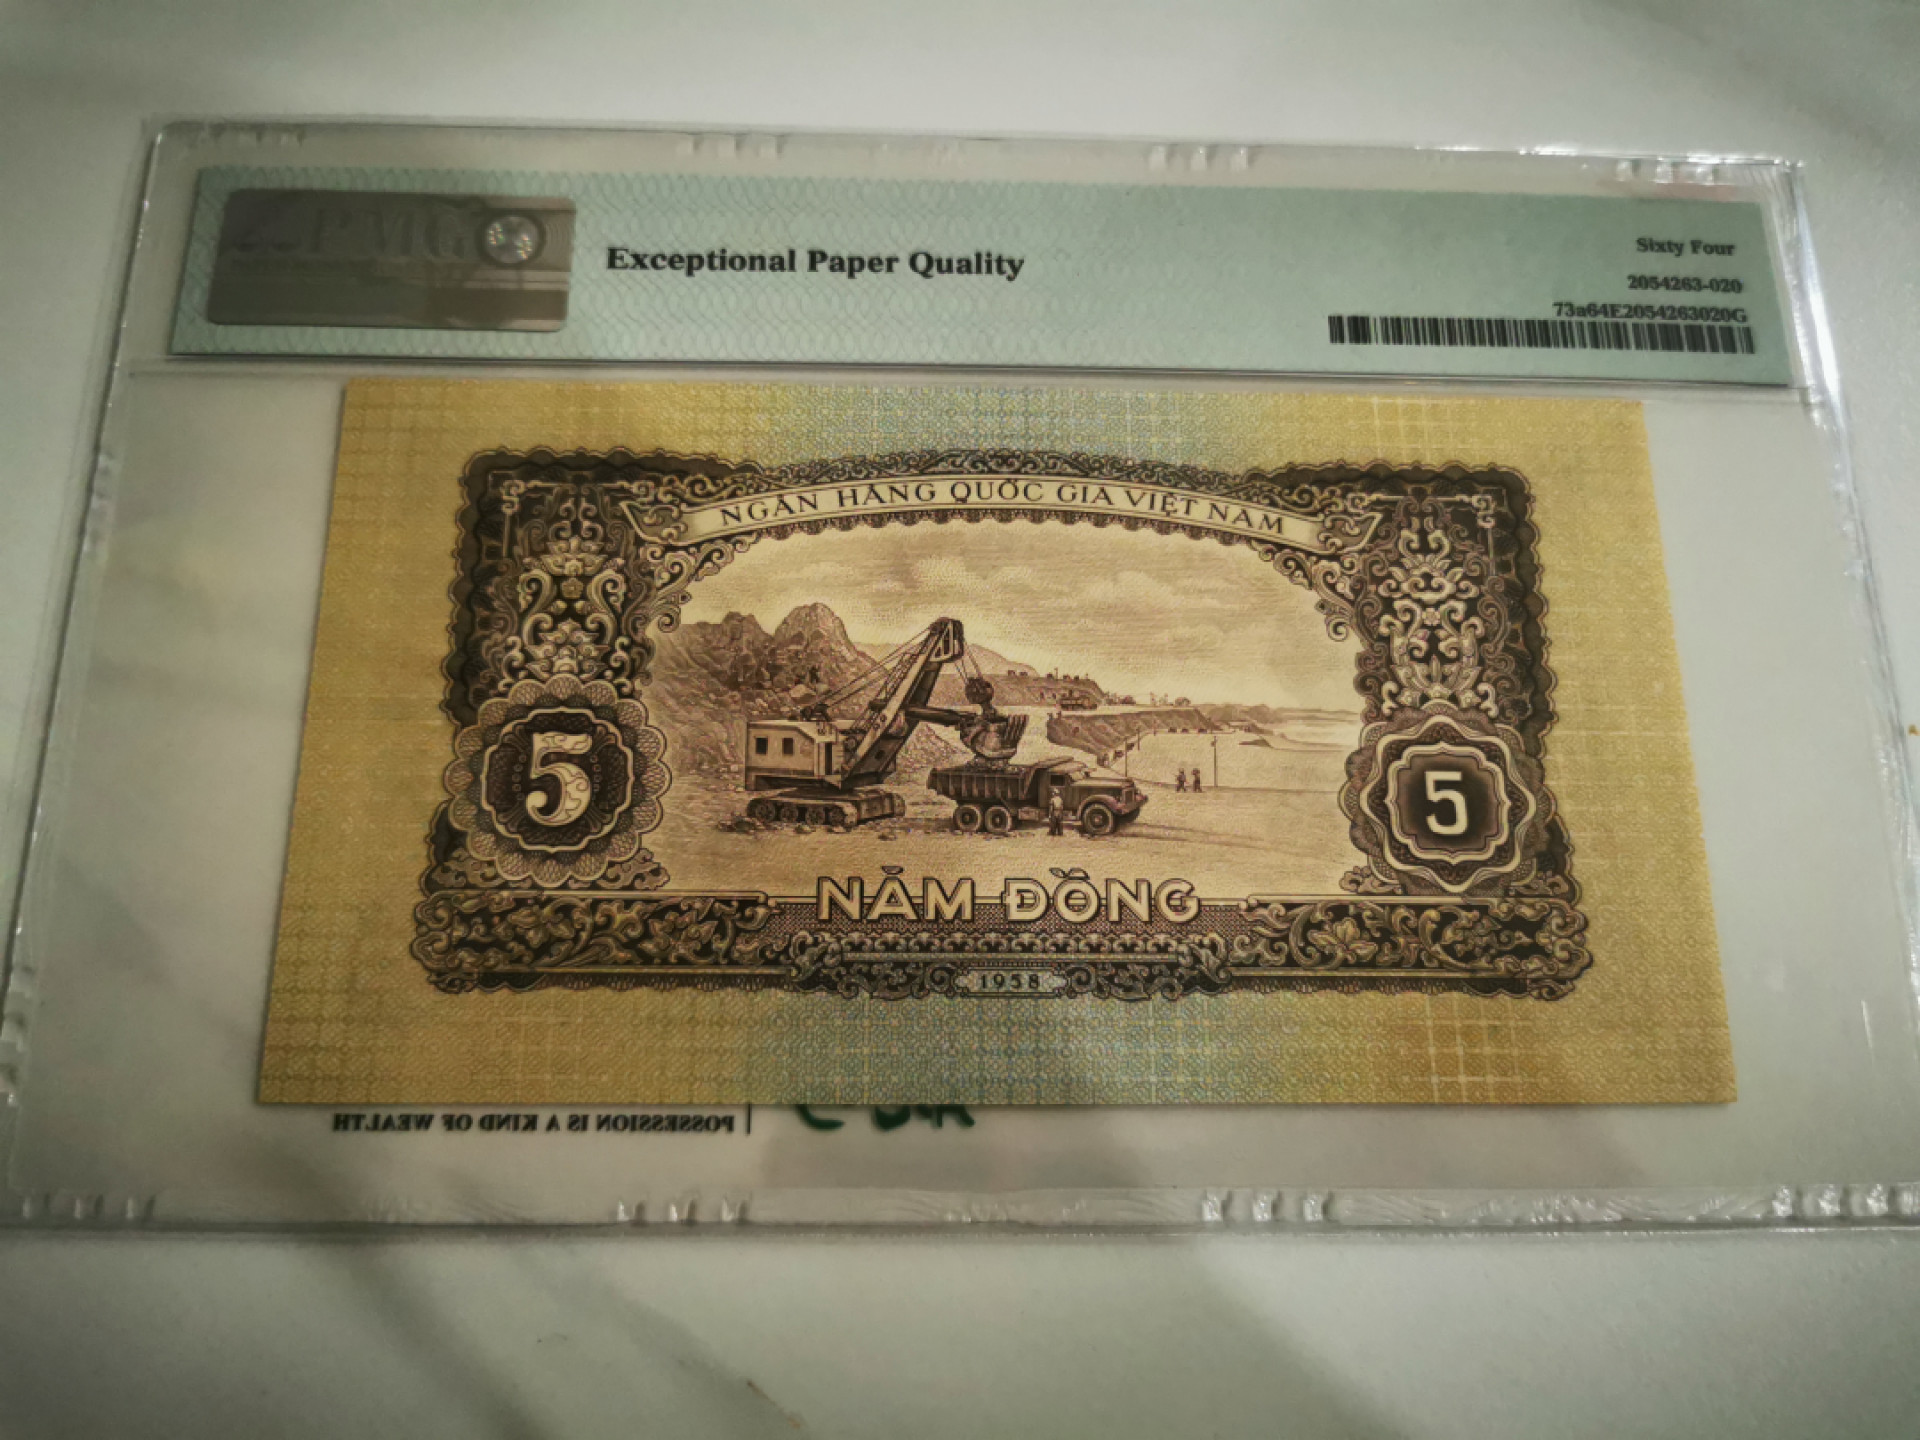 PMG
Exceptional Paper Quality
Sixty Four
2054263-020
73a64E2054263020G
NGÂN HÀNG QUỐC GIA VIỆT NAM
5
5
NĂM ĐỒNG
1958
POSSESSION IS A KIND OF WEALTH